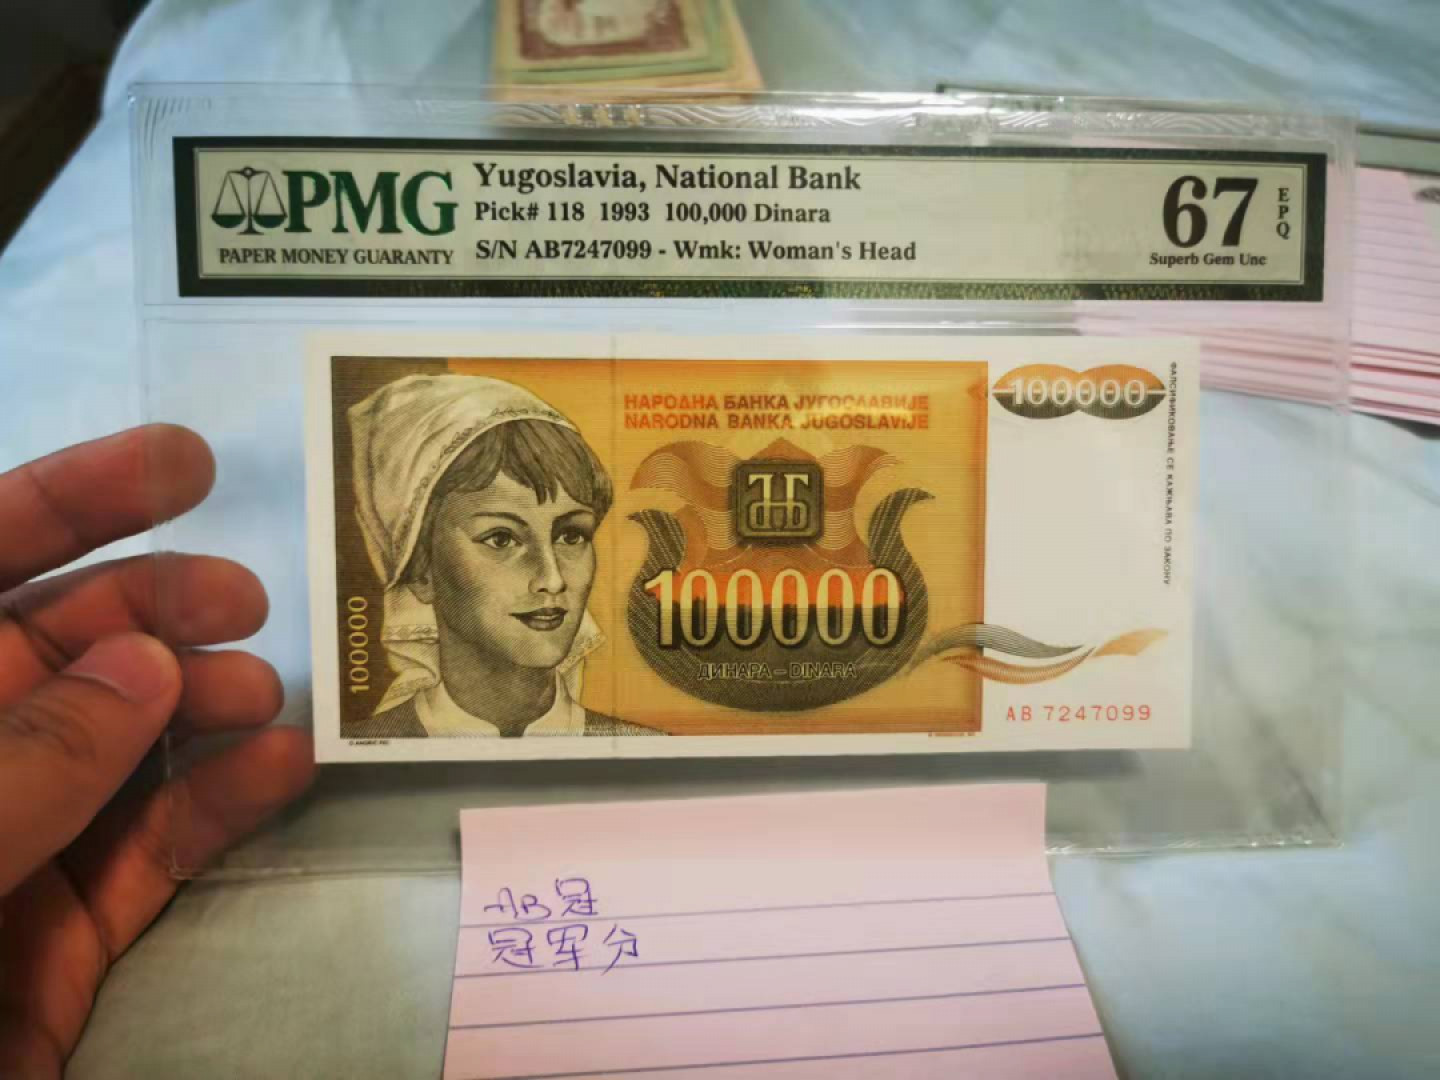 PMG
PAPER MONEY GUARANTY
Yugoslavia, National Bank
Pick# 118 1993 100,000 Dinara
S/N AB7247099 - Wmk: Woman's Head
67
EPQ
Superb Gem Unc
НАРОДНА БАНКА ЈУГОСЛАВИЈЕ
NARODNA BANKA JUGOSLAVIJE
100000
ФАЛСИФИКОВАЊЕ СЕ КАЖЊАВА ПО ЗАКОНУ
100000
100000
ДИНАРА – DINARA
AB 7247099
AB冠
冠军分